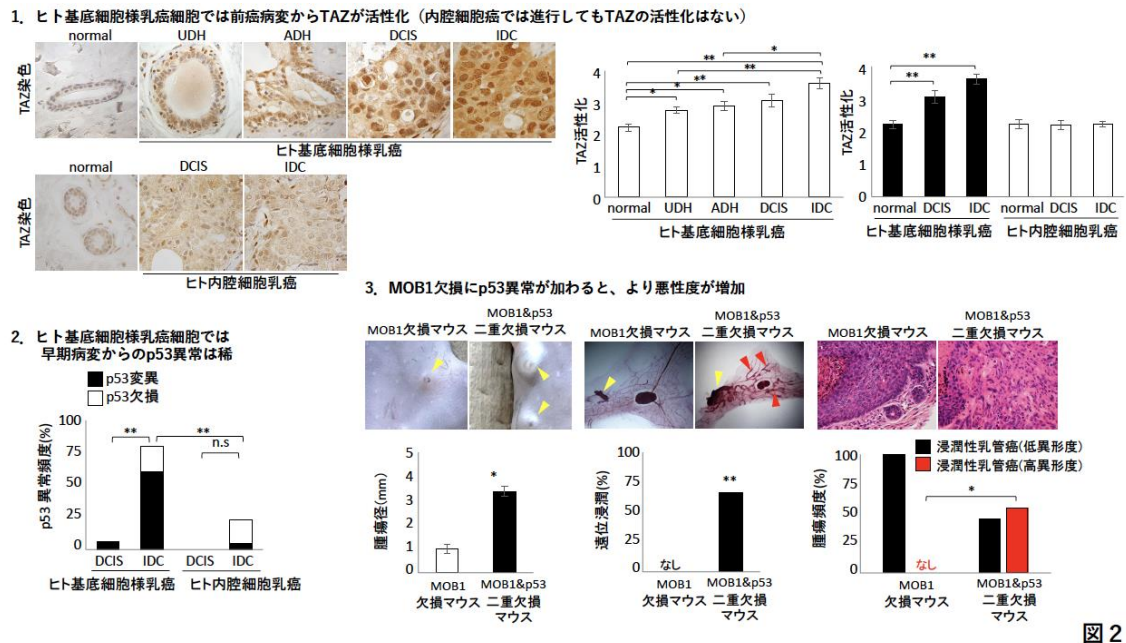 1. ヒト基底細胞様乳癌細胞では前癌病変からTAZが活性化（内腔細胞癌では進行してもTAZの活性化はない）
normal UDH ADH DCIS IDC
TAZ染色
ヒト基底細胞様乳癌
normal DCIS IDC
TAZ染色
ヒト内腔細胞乳癌
TAZ活性化
4
3
2
1
0
* * ** ** ** *
normal UDH ADH DCIS IDC
ヒト基底細胞様乳癌
TAZ活性化
4
3
2
1
0
** **
normal DCIS IDC normal DCIS IDC
ヒト基底細胞様乳癌 ヒト内腔細胞乳癌
2. ヒト基底細胞様乳癌細胞では
早期病変からのp53異常は稀
p53変異
p53欠損
p53 異常頻度(%)
100
75
50
25
0
** ** n.s
DCIS IDC DCIS IDC
ヒト基底細胞様乳癌 ヒト内腔細胞乳癌
3. MOB1欠損にp53異常が加わると、より悪性度が増加
MOB1欠損マウス MOB1&p53
二重欠損マウス
MOB1欠損マウス MOB1&p53
二重欠損マウス
MOB1欠損マウス MOB1&p53
二重欠損マウス
腫瘍径(mm)
5
4
3
2
1
0
*
MOB1
欠損マウス
MOB1&p53
二重欠損
マウス
遠位浸潤(%)
100
75
50
25
0
なし
**
MOB1
欠損マウス
MOB1&p53
二重欠損
マウス
浸潤性乳管癌(低異形度)
浸潤性乳管癌(高異形度)
腫瘍頻度(%)
100
75
50
25
0
なし
*
MOB1
欠損マウス
MOB1&p53
二重欠損
マウス
図２